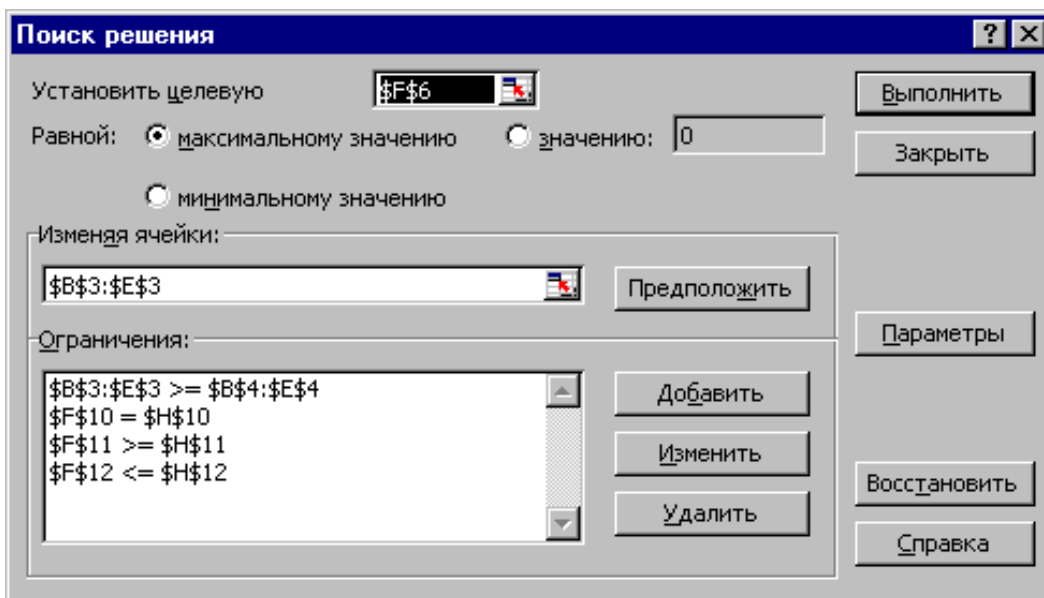 Поиск решения
Установить целевую $F$6
Выполнить
Равной: максимальному значению значению: 0
Закрыть
минимальному значению
Изменяя ячейки:
$B$3:$E$3 Предположить
Параметры
Ограничения:
$B$3:$E$3 >= $B$4:$E$4
$F$10 = $H$10
$F$11 >= $H$11
$F$12 <= $H$12
Добавить
Изменить
Удалить
Восстановить
Справка